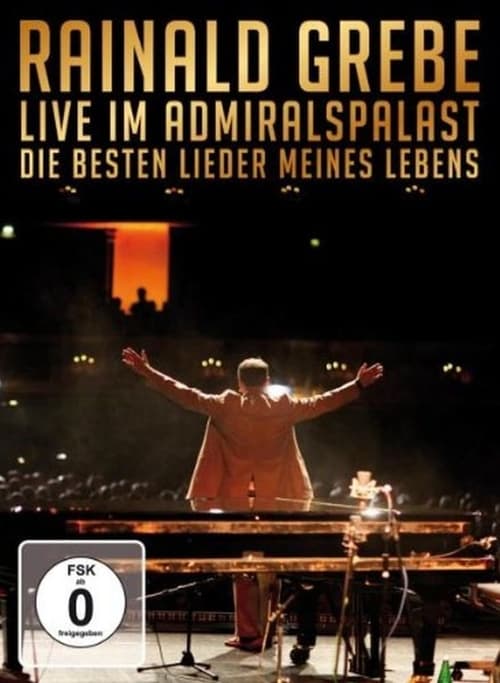 RAINALD GREBE
LIVE IM ADMIRALSPALAST
DIE BESTEN LIEDER MEINES LEBENS
FSK
ab
0
freigegeben